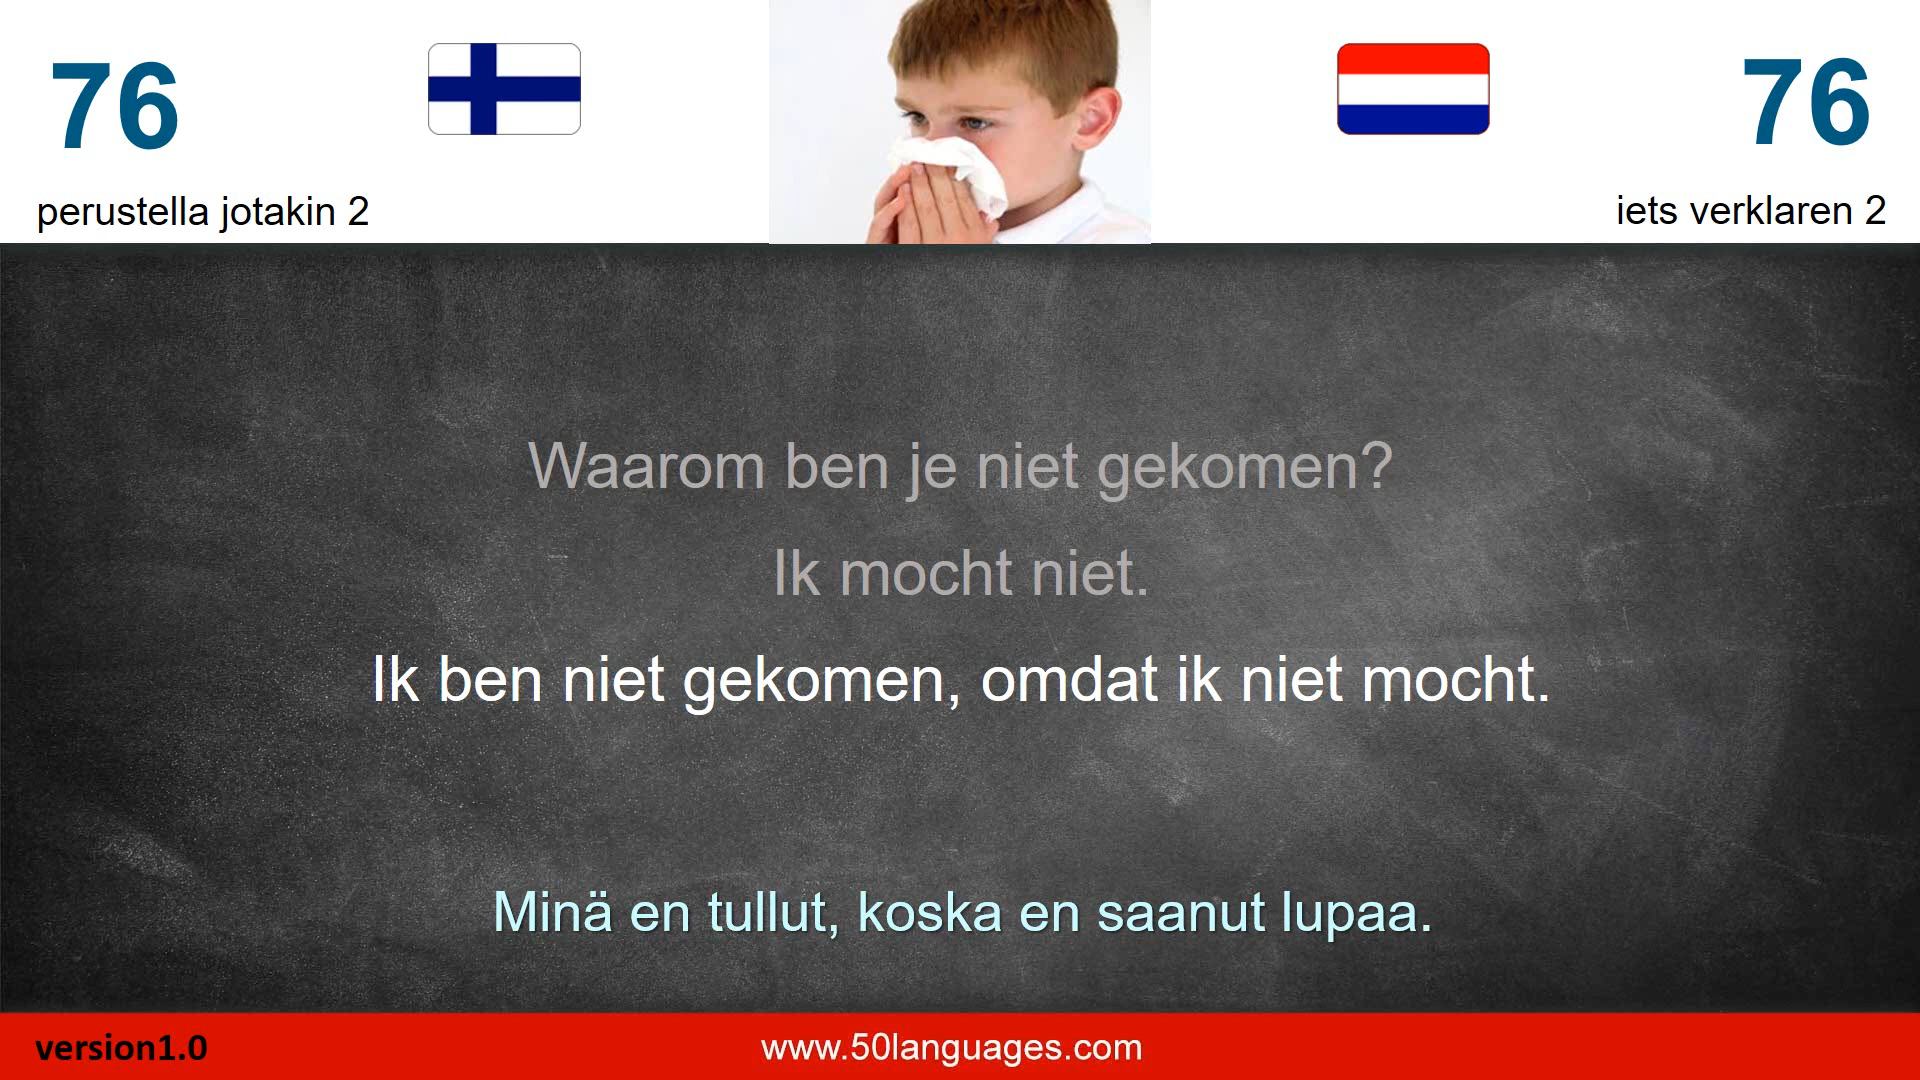 76
76
perustella jotakin 2
iets verklaren 2
Waarom ben je niet gekomen?
Ik mocht niet.
Ik ben niet gekomen, omdat ik niet mocht.
Minä en tullut, koska en saanut lupaa.
version1.0
www.50languages.com